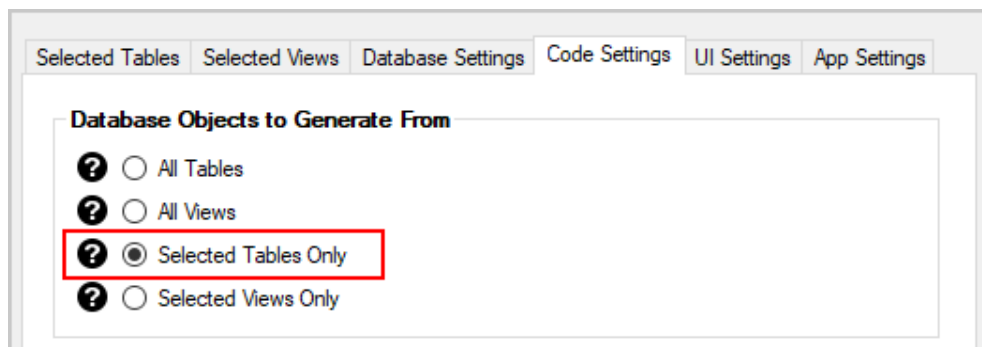 Selected Tables Selected Views Database Settings Code Settings UI Settings App Settings
Database Objects to Generate From
? All Tables
? All Views
? Selected Tables Only
? Selected Views Only